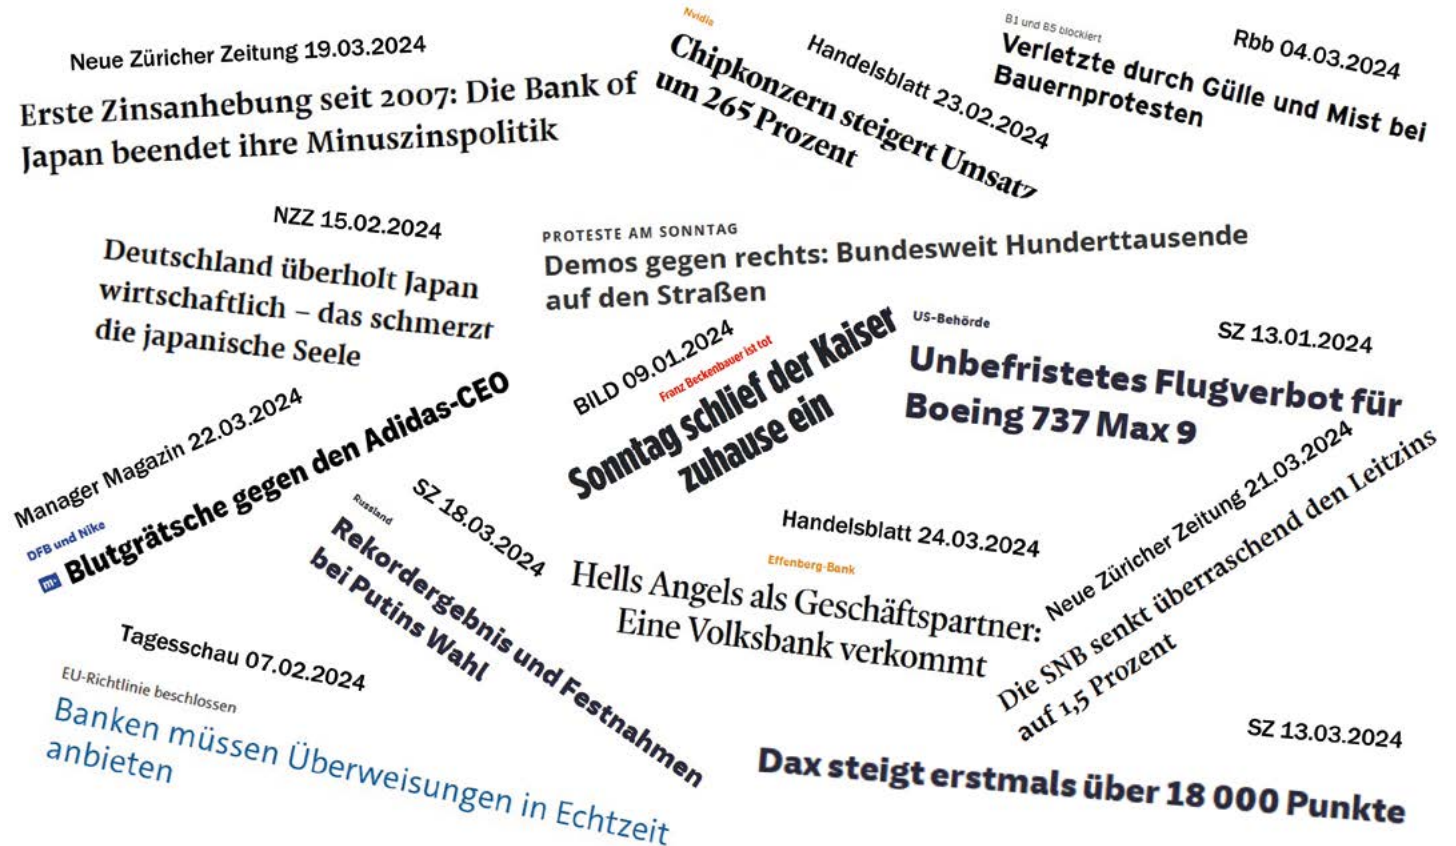 Neue Züricher Zeitung 19.03.2024
Erste Zinsanhebung seit 2007: Die Bank of
Japan beendet ihre Minuszinspolitik
Nvidia
Handelsblatt 23.02.2024
Chipkonzern steigert Umsatz
um 265 Prozent
Rbb 04.03.2024
B1 und B5 blockiert
Verletzte durch Gülle und Mist bei
Bauernprotesten
NZZ 15.02.2024
Deutschland überholt Japan
wirtschaftlich – das schmerzt
die japanische Seele
PROTESTE AM SONNTAG
Demos gegen rechts: Bundesweit Hunderttausende
auf den Straßen
BILD 09.01.2024
Franz Beckenbauer ist tot
Sonntag schlief der Kaiser
zuhause ein
SZ 13.01.2024
US-Behörde
Unbefristetes Flugverbot für
Boeing 737 Max 9
Manager Magazin 22.03.2024
DFB und Nike
m- Blutgrätsche gegen den Adidas-CEO
SZ 18.03.2024
Russland
Rekordergebnis und Festnahmen
bei Putins Wahl
Handelsblatt 24.03.2024
Effenberg-Bank
Hells Angels als Geschäftspartner:
Eine Volksbank verkommt
Neue Züricher Zeitung 21.03.2024
Die SNB senkt überraschend den Leitzins
auf 1,5 Prozent
Tagesschau 07.02.2024
EU-Richtlinie beschlossen
Banken müssen Überweisungen in Echtzeit
anbieten
SZ 13.03.2024
Dax steigt erstmals über 18 000 Punkte